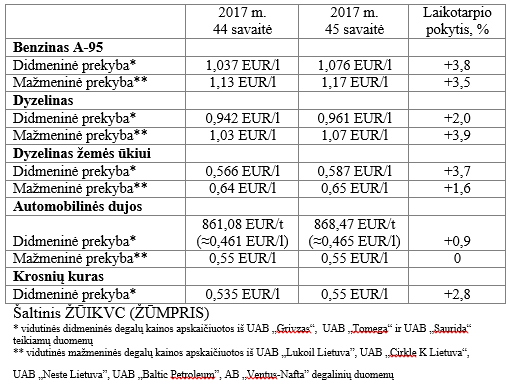 2017 m. 2017 m. Laikotarpio
44 savaitė 45 savaitė pokytis, %
Benzinas A-95
Didmeninė prekyba* 1,037 EUR/l 1,076 EUR/l +3,8
Mažmeninė prekyba** 1,13 EUR/l 1,17 EUR/l +3,5
Dyzelinas
Didmeninė prekyba* 0,942 EUR/l 0,961 EUR/l +2,0
Mažmeninė prekyba** 1,03 EUR/l 1,07 EUR/l +3,9
Dyzelinas žemės ūkiui
Didmeninė prekyba* 0,566 EUR/l 0,587 EUR/l +3,7
Mažmeninė prekyba** 0,64 EUR/l 0,65 EUR/l +1,6
Automobilinės dujos
861,08 EUR/t 868,47 EUR/t
Didmeninė prekyba* (≈0,461 EUR/l) (≈0,465 EUR/l) +0,9
Mažmeninė prekyba** 0,55 EUR/l 0,55 EUR/l 0
Krosnių kuras
Didmeninė prekyba* 0,535 EUR/l 0,55 EUR/l +2,8
Šaltinis ŽŪIKVC (ŽŪMPRIS)
* vidutinės didmeninės degalų kainos apskaičiuotos iš UAB „Grivzas“, UAB „Tomega“ ir UAB „Saurida“
teikiamų duomenų
** vidutinės mažmeninės degalų kainos apskaičiuotos iš UAB „Lukoil Lietuva”, UAB „Cirkle K Lietuva“,
UAB „Neste Lietuva”, UAB „Baltic Petroleum”, AB „Ventus-Nafta” degalinių duomenų